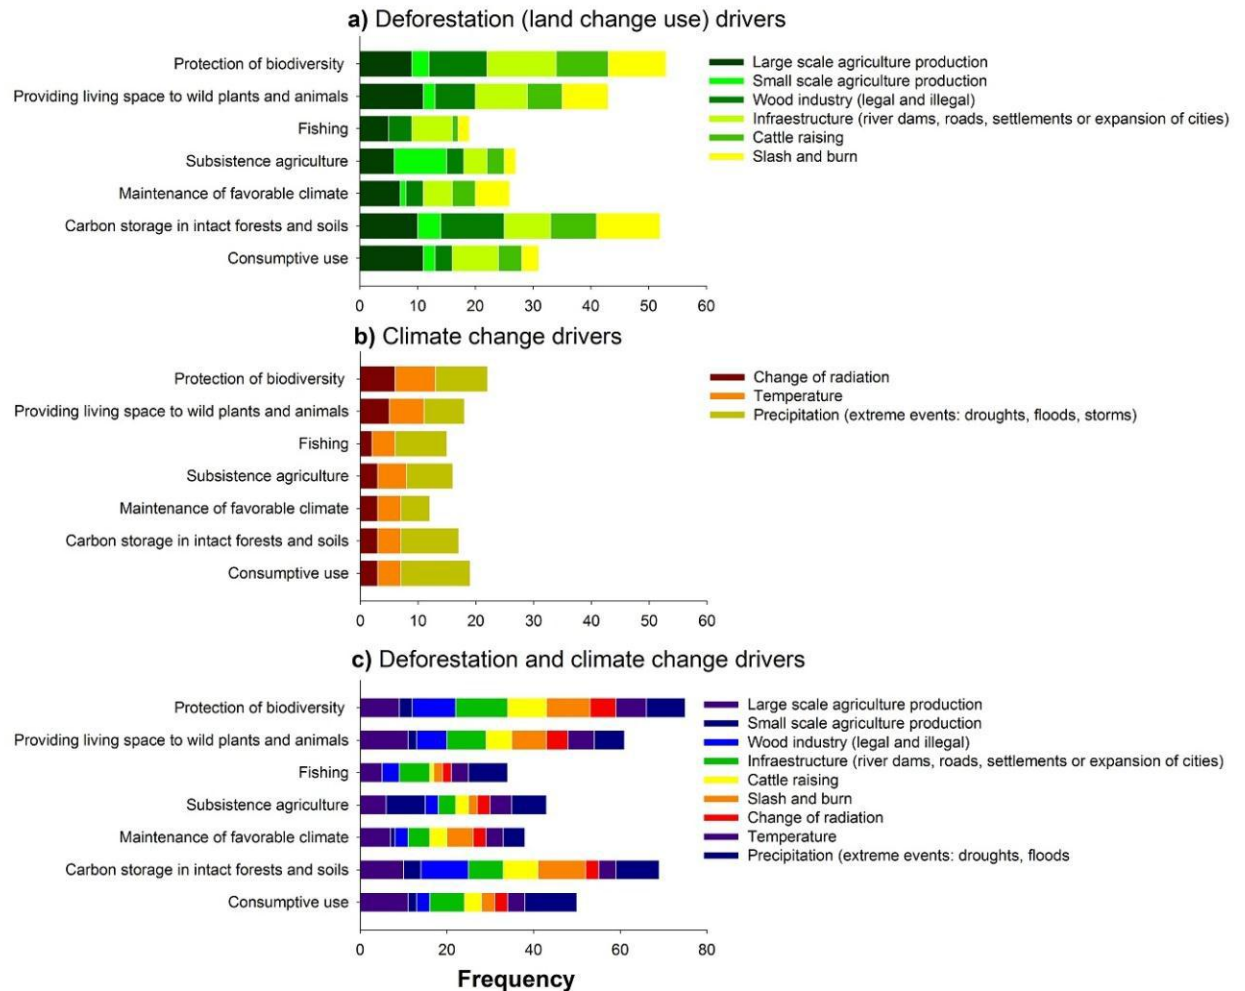 a) Deforestation (land change use) drivers
Protection of biodiversity
Providing living space to wild plants and animals
Fishing
Subsistence agriculture
Maintenance of favorable climate
Carbon storage in intact forests and soils
Consumptive use
0 10 20 30 40 50 60
Large scale agriculture production
Small scale agriculture production
Wood industry (legal and illegal)
Infraestructure (river dams, roads, settlements or expansion of cities)
Cattle raising
Slash and burn
b) Climate change drivers
Protection of biodiversity
Providing living space to wild plants and animals
Fishing
Subsistence agriculture
Maintenance of favorable climate
Carbon storage in intact forests and soils
Consumptive use
0 10 20 30 40 50 60
Change of radiation
Temperature
Precipitation (extreme events: droughts, floods, storms)
c) Deforestation and climate change drivers
Protection of biodiversity
Providing living space to wild plants and animals
Fishing
Subsistence agriculture
Maintenance of favorable climate
Carbon storage in intact forests and soils
Consumptive use
0 20 40 60 80
Frequency
Large scale agriculture production
Small scale agriculture production
Wood industry (legal and illegal)
Infraestructure (river dams, roads, settlements or expansion of cities)
Cattle raising
Slash and burn
Change of radiation
Temperature
Precipitation (extreme events: droughts, floods